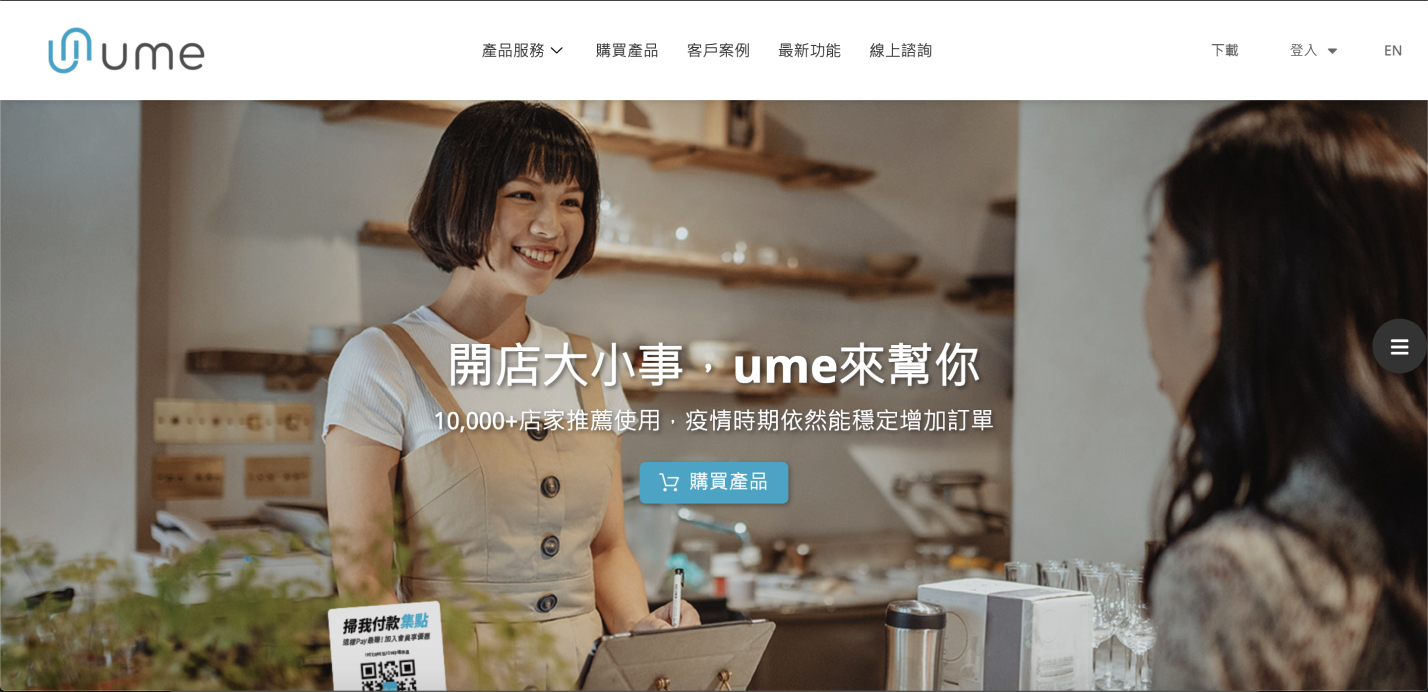 ume
產品服務
購買產品
客戶案例
最新功能
線上諮詢
下載
登入
EN
開店大小事，ume來幫你
10,000+店家推薦使用，疫情時期依然能穩定增加訂單
購買產品
掃我付款集點